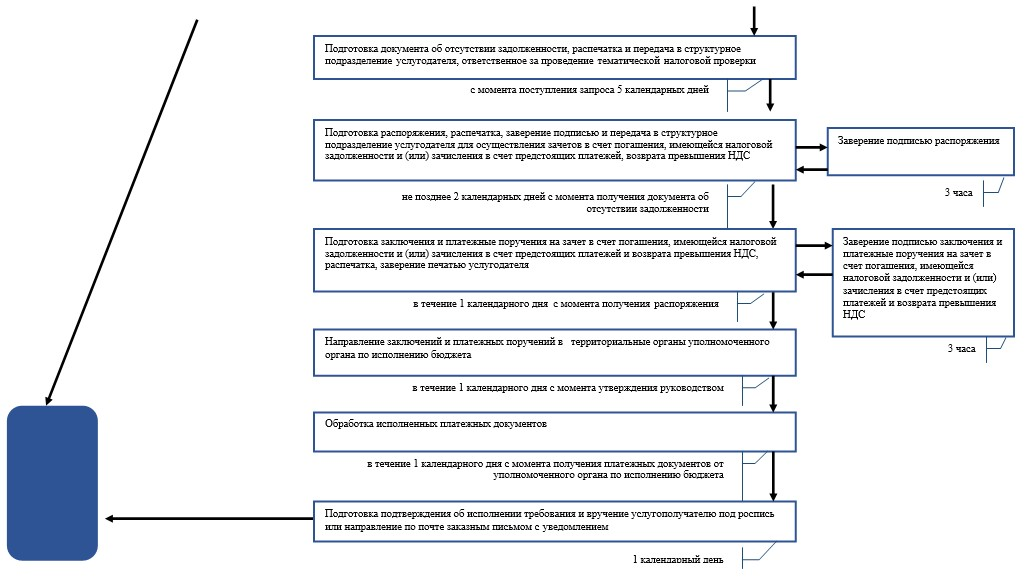 Подготовка документа об отсутствии задолженности, распечатка и передача в структурное
подразделение услугодателя, ответственное за проведение тематической налоговой проверки
с момента поступления запроса 5 календарных дней
Подготовка распоряжения, распечатка, заверение подписью и передача в структурное
подразделение услугодателя для осуществления зачетов в счет погашения, имеющейся налоговой
задолженности и (или) зачисления в счет предстоящих платежей, возврата превышения НДС
Заверение подписью распоряжения
3 часа
не позднее 2 календарных дней с момента получения документа об
отсутствии задолженности
Подготовка заключения и платежные поручения на зачет в счет погашения, имеющейся налоговой
задолженности и (или) зачисления в счет предстоящих платежей и возврата превышения НДС,
распечатка, заверение печатью услугодателя
Заверение подписью заключения и
платежные поручения на зачет в
счет погашения, имеющейся
налоговой задолженности и (или)
зачисления в счет предстоящих
платежей и возврата превышения
НДС
3 часа
в течение 1 календарного дня с момента получения распоряжения
Направление заключений и платежных поручений в территориальные органы уполномоченного
органа по исполнению бюджета
в течение 1 календарного дня с момента утверждения руководством
Обработка исполненных платежных документов
в течение 1 календарного дня с момента получения платежных документов от
уполномоченного органа по исполнению бюджета
Подготовка подтверждения об исполнении требования и вручение услугополучателю под роспись
или направление по почте заказным письмом с уведомлением
1 календарный день